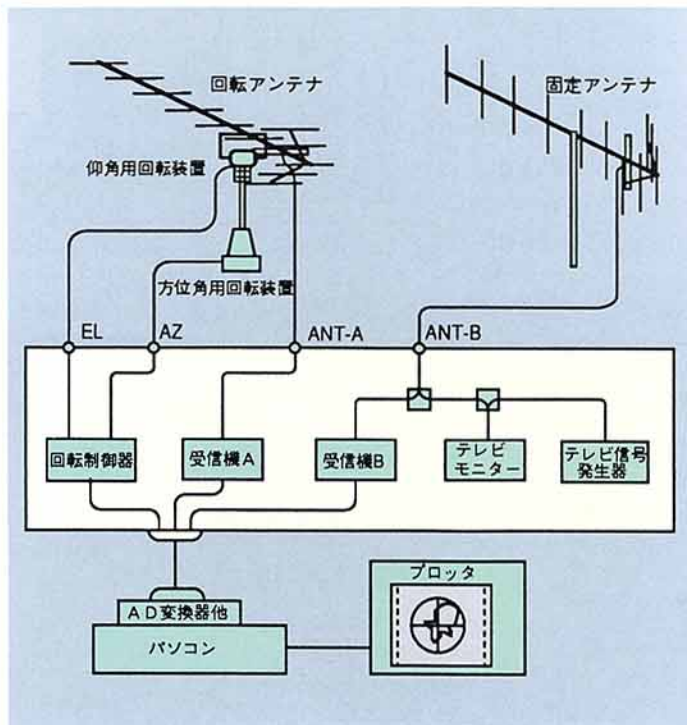 回転アンテナ
固定アンテナ
仰角用回転装置
方位角用回転装置
EL
AZ
ANT-A
ANT-B
回転制御器
受信機A
受信機B
テレビ
モニター
テレビ信号
発生器
プロッタ
AD変換器他
パソコン